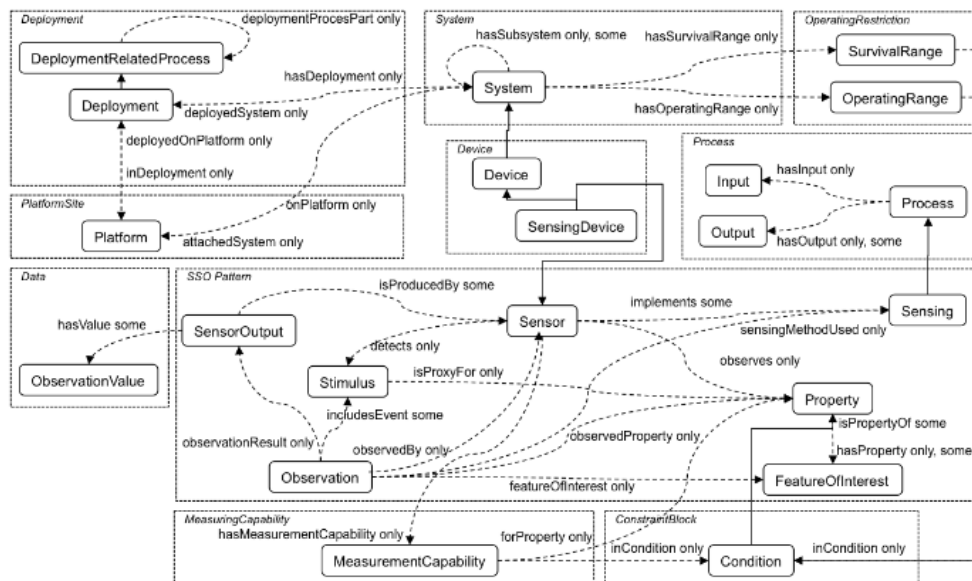 Deployment
deploymentProcesPart only
DeploymentRelatedProcess
Deployment
hasDeployment only
deployedSystem only
deployedOnPlatform only
inDeployment only
System
hasSubsystem only, some
System
hasSurvivalRange only
hasOperatingRange only
OperatingRestriction
SurvivalRange
OperatingRange
Device
Device
SensingDevice
Process
Input
hasInput only
Process
Output
hasOutput only, some
PlatformSite
Platform
onPlatform only
attachedSystem only
Data
hasValue some
ObservationValue
SSO Pattern
isProducedBy some
SensorOutput
Sensor
implements some
Sensing
sensingMethodUsed only
detects only
observes only
Stimulus
isProxyFor only
Property
includesEvent some
isPropertyOf some
observationResult only
observedBy only
observedProperty only
hasProperty only, some
Observation
featureOfInterest only
FeatureOfInterest
MeasuringCapability
hasMeasurementCapability only
forProperty only
MeasurementCapability
ConstraintBlock
inCondition only
Condition
inCondition only